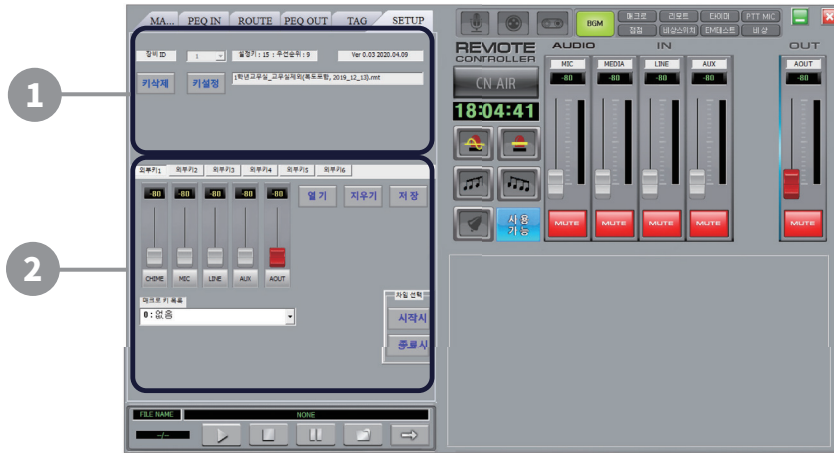 MA... PEQ IN ROUTE PEQ OUT TAG SETUP
장비 ID 1 설정기 : 15 : 우선순위 : 9 Ver 0.03 2020.04.09
키삭제 키설정 1학년교무실_교무실제외(복도포함, 2019_12_13).rmt
1
외부키1 외부키2 외부키3 외부키4 외부키5 외부키6
-80 -80 -80 -80 -80 열기 지우기 저장
CHIME MIC LINE AUX AOUT
2
매크로 키 목록
0 : 없음
차임 선택
시작시
종료시
FILE NAME NONE
--/--
BGM 매크로 리모트 타이머 PTT MIC
접점 비상스위치 EM테스트 비상
REMOTE CONTROLLER
AUDIO IN OUT
CN AIR
18:04:41
MIC MEDIA LINE AUX AOUT
-80 -80 -80 -80 -80
사용 가능
MUTE MUTE MUTE MUTE MUTE